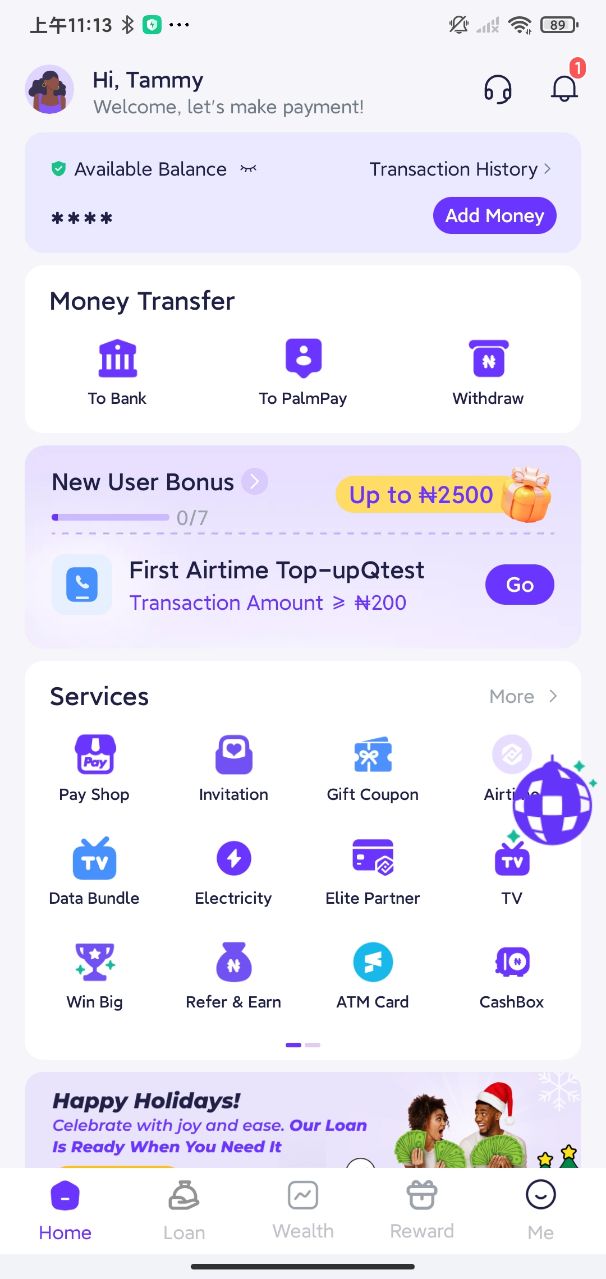 上午11:13
89
Hi, Tammy
Welcome, let's make payment!
1
Available Balance
Transaction History
****
Add Money
Money Transfer
To Bank
To PalmPay
Withdraw
New User Bonus
Up to ₦2500
0/7
First Airtime Top-upQtest
Transaction Amount ≥ ₦200
Go
Services
More
Pay
Pay Shop
Invitation
Gift Coupon
TV
Data Bundle
Electricity
Elite Partner
TV
TV
Win Big
₦
Refer & Earn
ATM Card
CashBox
Happy Holidays!
Celebrate with joy and ease. Our Loan
Is Ready When You Need It
Home
Loan
Wealth
Reward
Me